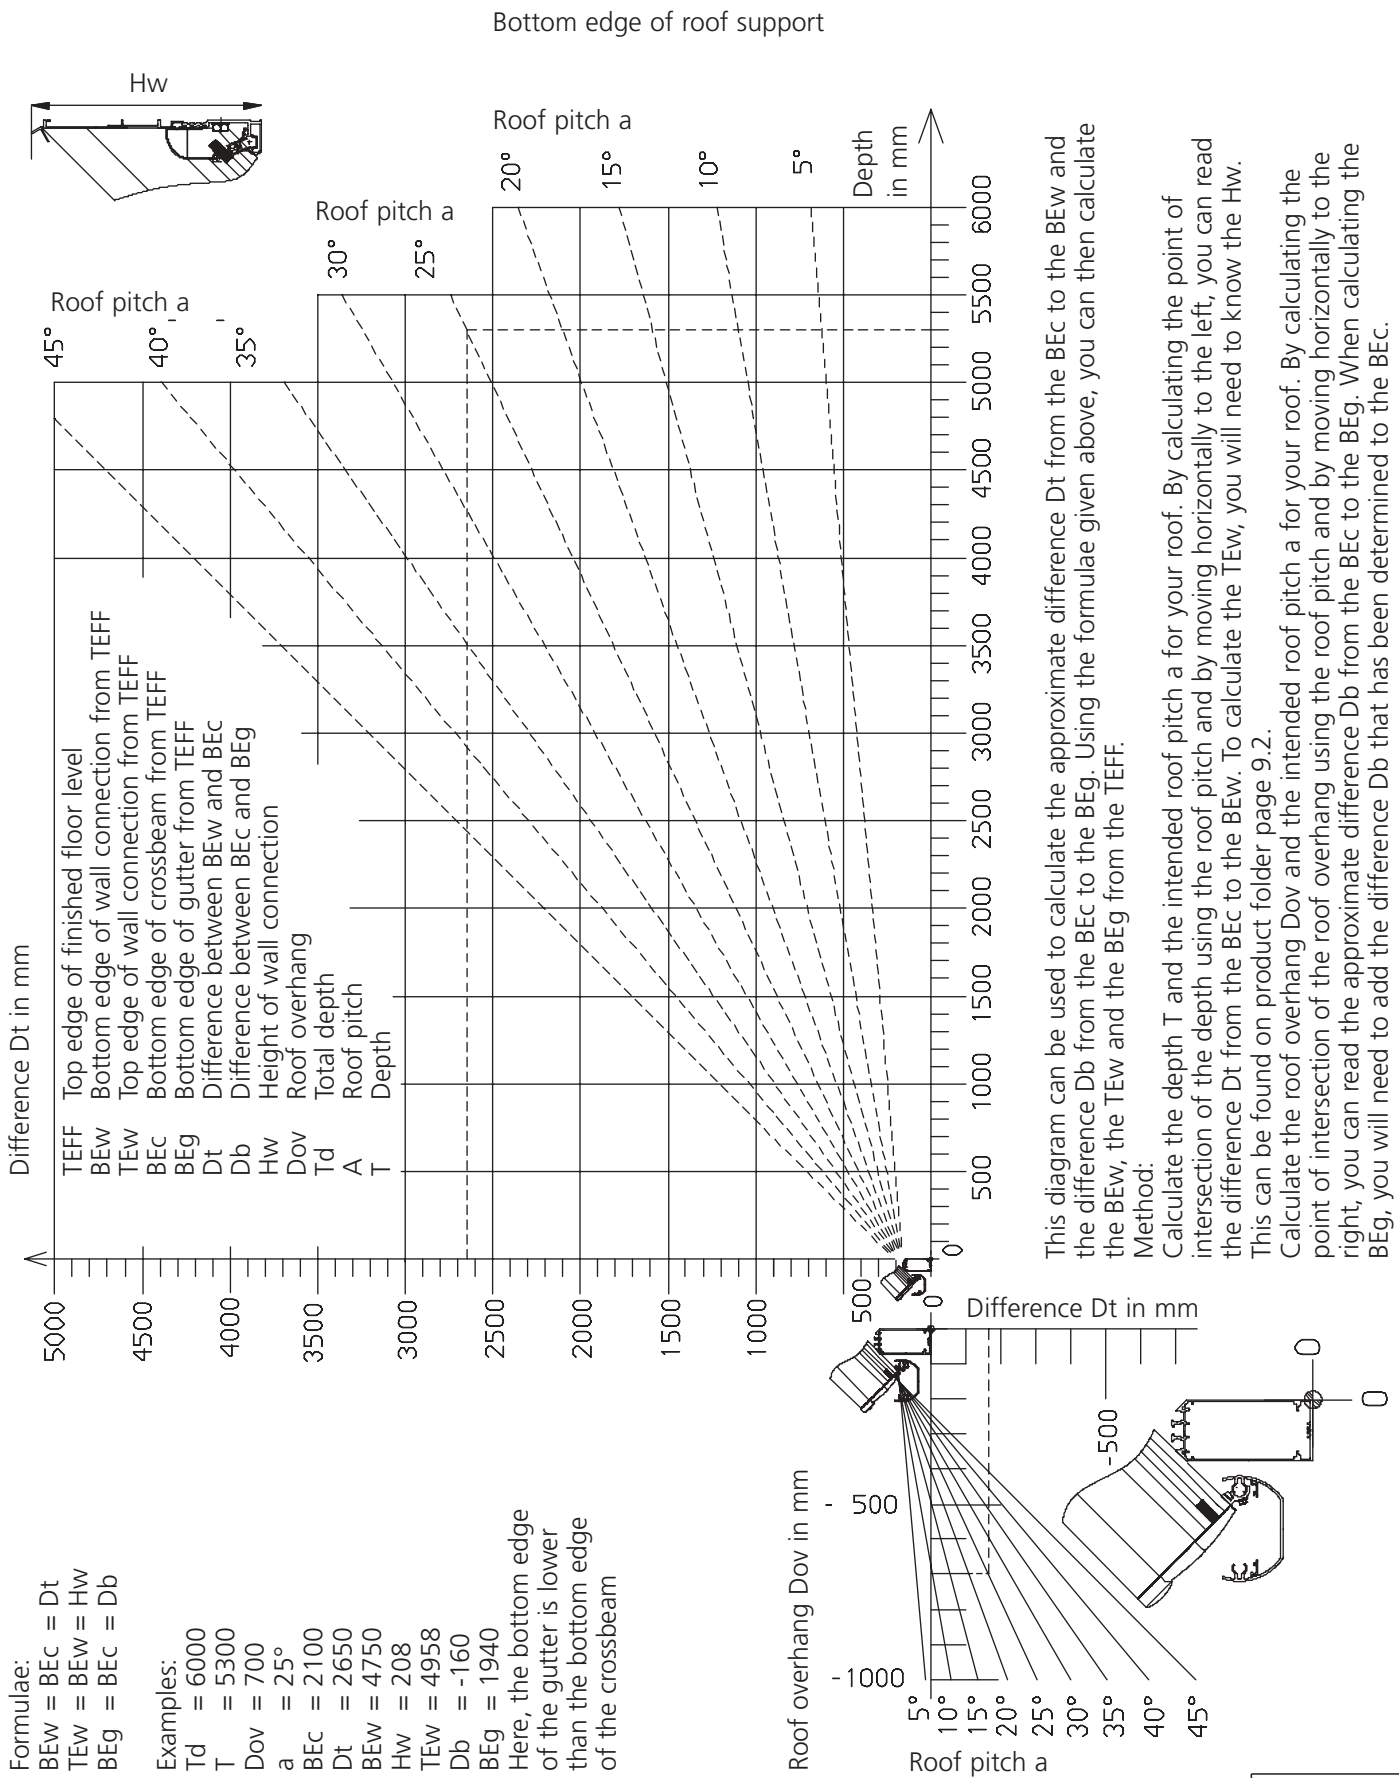 Bottom edge of roof support
Hw
Roof pitch a
20°
15°
10°
5°
Depth
in mm
Roof pitch a
30°
25°
Roof pitch a
45°
40°
35°
Difference Dt in mm
5000
4500
4000
3500
3000
2500
2000
1500
1000
500
0
0
500
1000
1500
2000
2500
3000
3500
4000
4500
5000
5500
6000
TEFF Top edge of finished floor level
BEw Bottom edge of wall connection from TEFF
TEw Top edge of wall connection from TEFF
BEc Bottom edge of crossbeam from TEFF
BEg Bottom edge of gutter from TEFF
Dt Difference between BEw and BEc
Db Difference between BEc and BEg
Hw Height of wall connection
Dov Roof overhang
Td Total depth
A Roof pitch
T Depth
Formulae:
BEw = BEc = Dt
TEw = BEw = Hw
BEg = BEc = Db
Examples:
Td = 6000
T = 5300
Dov = 700
a = 25°
BEc = 2100
Dt = 2650
BEw = 4750
Hw = 208
TEw = 4958
Db = -160
BEg = 1940
Here, the bottom edge
of the gutter is lower
than the bottom edge
of the crossbeam
Roof overhang Dov in mm
- 500
-1000
Difference Dt in mm
-500
0
0
5°
10°
15°
20°
25°
30°
35°
40°
45°
Roof pitch a
This diagram can be used to calculate the approximate difference Dt from the BEc to the BEw and
the difference Db from the BEc to the BEg. Using the formulae given above, you can then calculate
the BEw, the TEw and the BEg from the TEFF.
Method:
Calculate the depth T and the intended roof pitch a for your roof. By calculating the point of
intersection of the depth using the roof pitch and by moving horizontally to the left, you can read
the difference Dt from the BEc to the BEw. To calculate the TEw, you will need to know the Hw.
This can be found on product folder page 9.2.
Calculate the roof overhang Dov and the intended roof pitch a for your roof. By calculating the
point of intersection of the roof overhang using the roof pitch and by moving horizontally to the
right, you can read the approximate difference Db from the BEc to the BEg. When calculating the
BEg, you will need to add the difference Db that has been determined to the BEc.